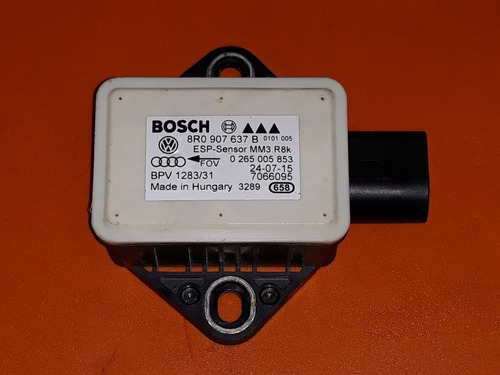 BOSCH
8R0 907 637 B 0101 005
ESP-Sensor MM3.R8k
FOV 0 265 005 853
24-07-15
BPV 1283/31 7066095
Made in Hungary 3289 658